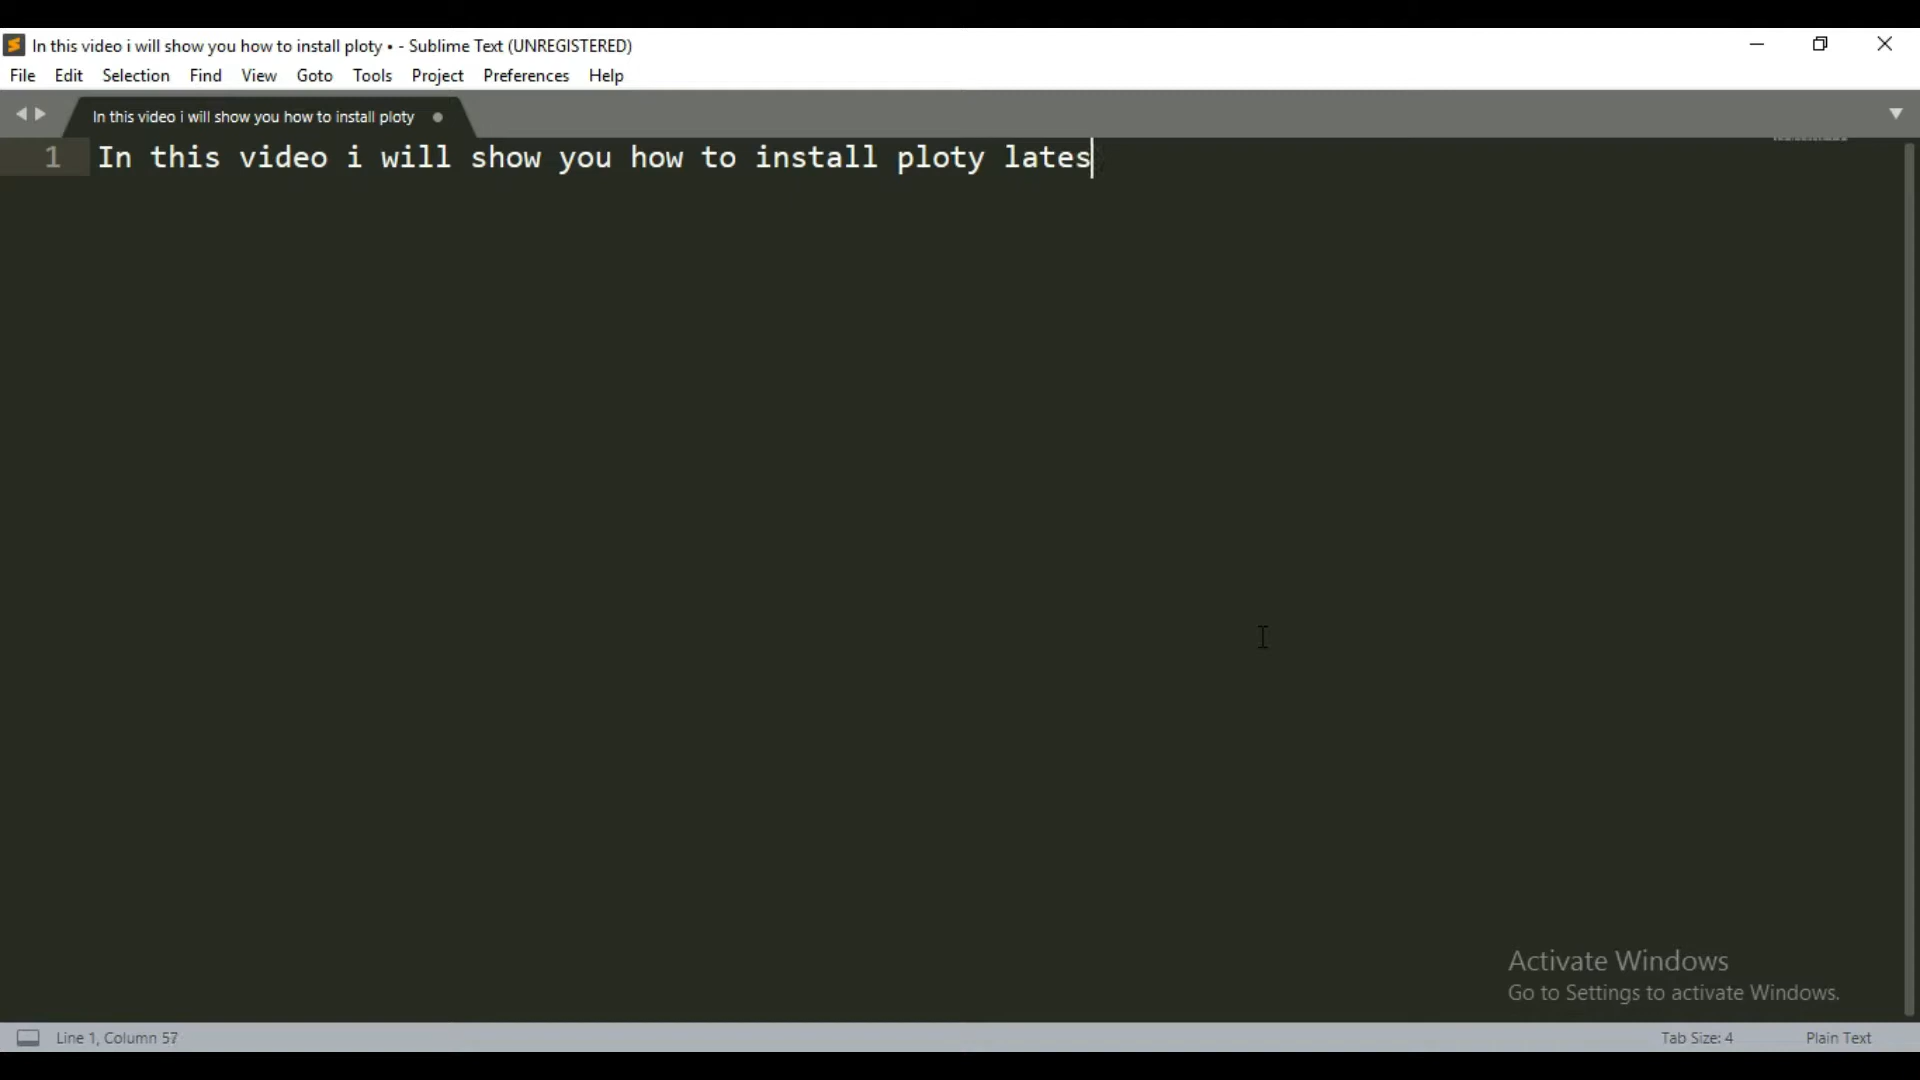 In this video i will show you how to install ploty • - Sublime Text (UNREGISTERED)
File Edit Selection Find View Goto Tools Project Preferences Help
In this video i will show you how to install ploty
1 In this video i will show you how to install ploty lates
Activate Windows
Go to Settings to activate Windows.
Line 1, Column 57 Tab Size: 4 Plain Text